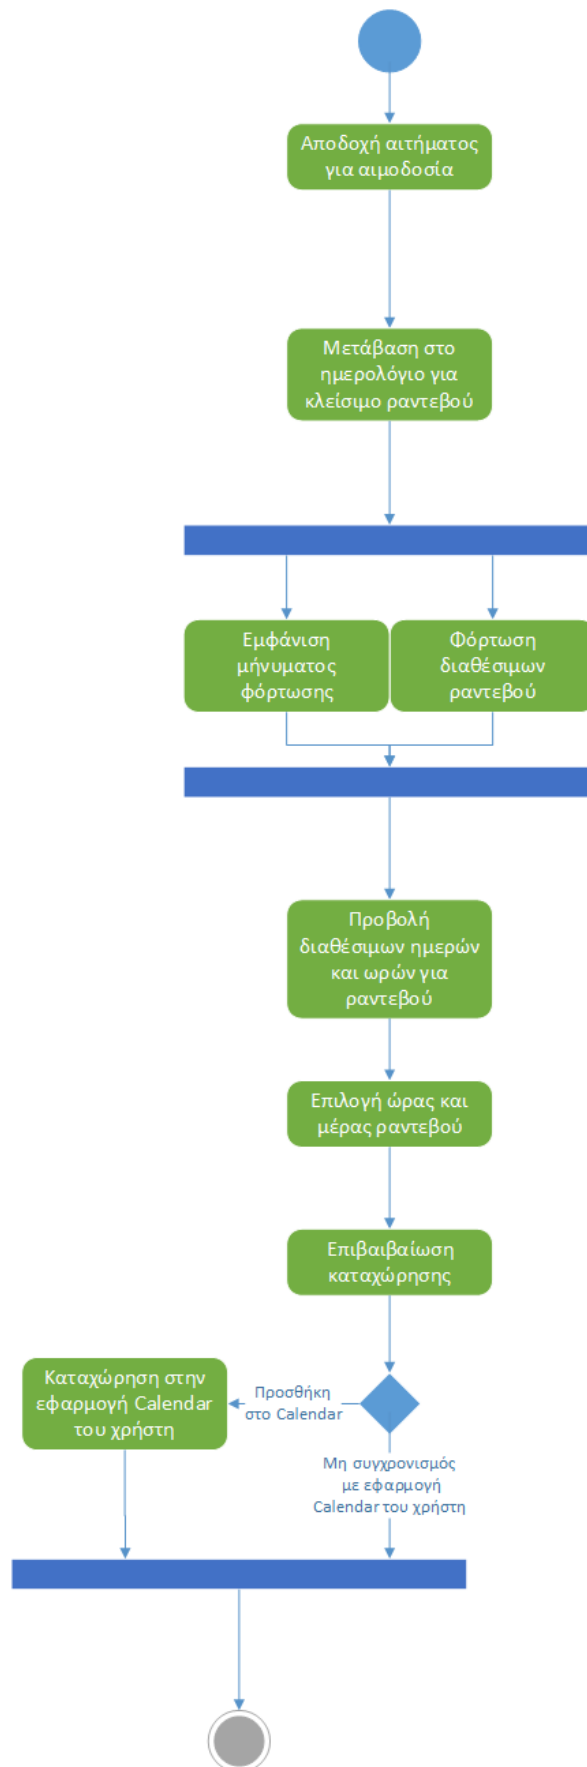 Αποδοχή αιτήματος
για αιμοδοσία
Μετάβαση στο
ημερολόγιο για
κλείσιμο ραντεβού
Εμφάνιση
μήνυματος
φόρτωσης
Φόρτωση
διαθέσιμων
ραντεβού
Προβολή
διαθέσιμων ημερών
και ωρών για
ραντεβού
Επιλογή ώρας και
μέρας ραντεβού
Επιβαιβαίωση
καταχώρησης
Καταχώρηση στην
εφαρμογή Calendar
του χρήστη
Προσθήκη
στο Calendar
Μη συγχρονισμός
με εφαρμογή
Calendar του χρήστη